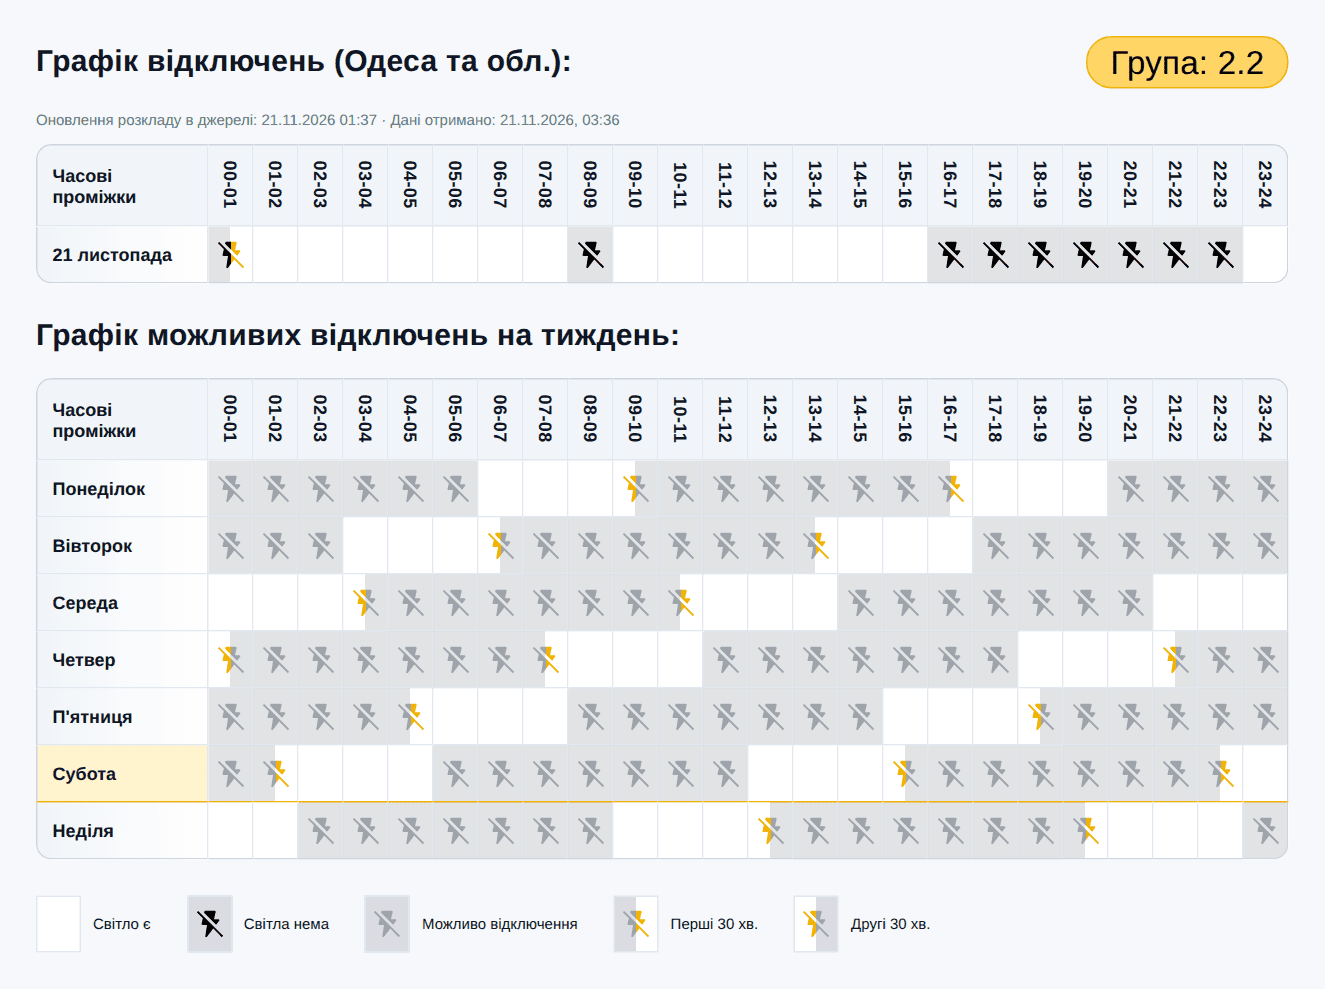 Графік відключень (Одеса та обл.):
Група: 2.2
Оновлення розкладу в джерелі: 21.11.2026 01:37 · Дані отримано: 21.11.2026, 03:36
Часові
проміжки
00-01 01-02 02-03 03-04 04-05 05-06 06-07 07-08 08-09 09-10 10-11 11-12 12-13 13-14 14-15 15-16 16-17 17-18 18-19 19-20 20-21 21-22 22-23 23-24
21 листопада
Графік можливих відключень на тиждень:
Часові
проміжки
00-01 01-02 02-03 03-04 04-05 05-06 06-07 07-08 08-09 09-10 10-11 11-12 12-13 13-14 14-15 15-16 16-17 17-18 18-19 19-20 20-21 21-22 22-23 23-24
Понеділок
Вівторок
Середа
Четвер
П'ятниця
Субота
Неділя
Світло є
Світла нема
Можливо відключення
Перші 30 хв.
Другі 30 хв.